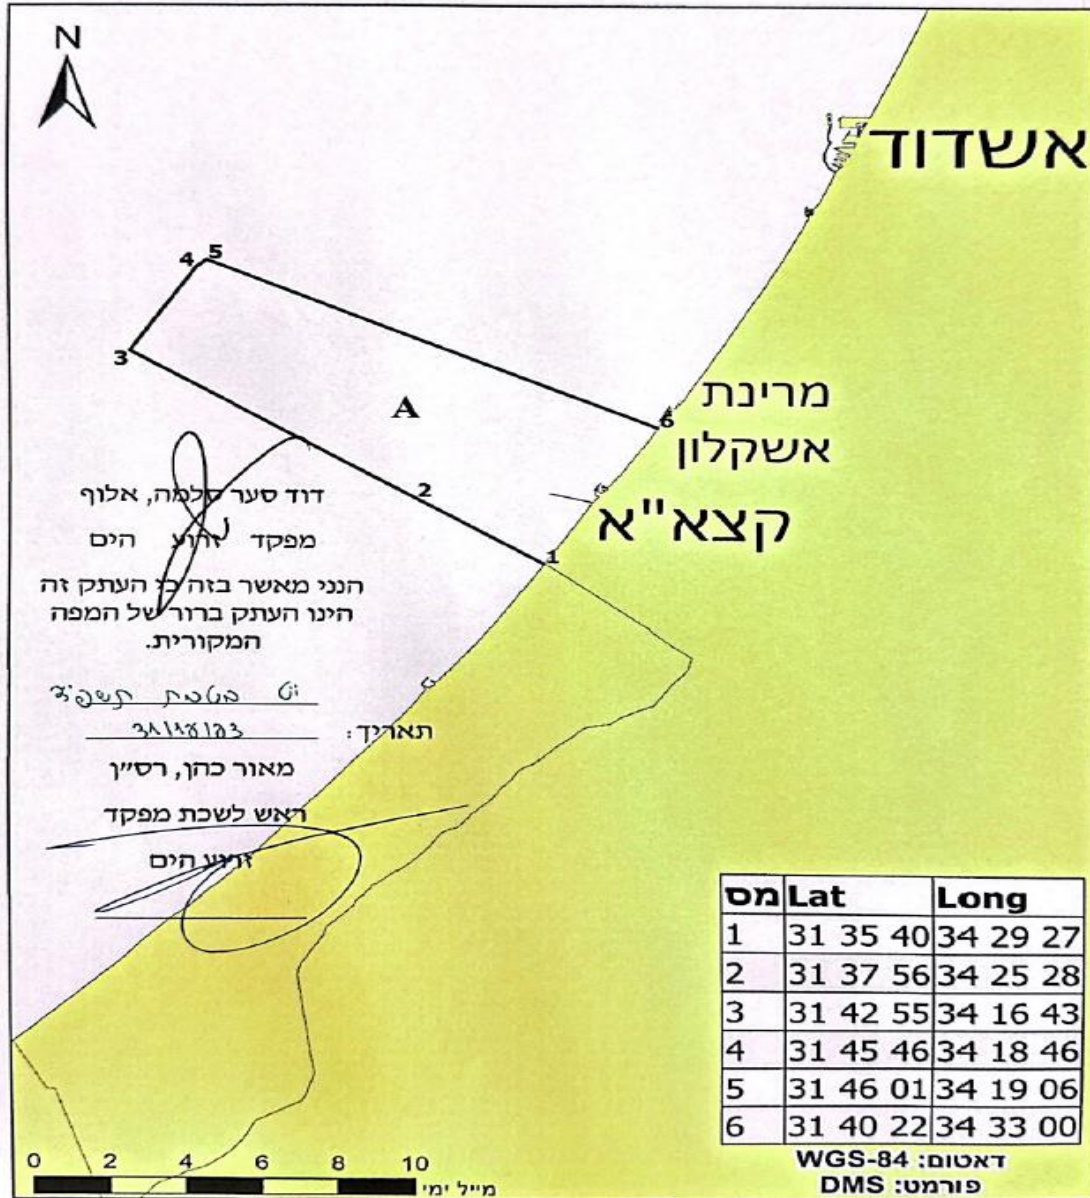 N
אשדוד
4 5
3
A
מרינת
אשקלון
6
קצא"א
2
1
דוד סער סלמה, אלוף
מפקד זרוע הים
הנני מאשר בזה כי העתק זה
הינו העתק ברור של המפה
המקורית.
תאריך:
מאור כהן, רס"ן
ראש לשכת מפקד
זרוע הים
מס Lat Long
1 31 35 40 34 29 27
2 31 37 56 34 25 28
3 31 42 55 34 16 43
4 31 45 46 34 18 46
5 31 46 01 34 19 06
6 31 40 22 34 33 00
דאטום: WGS-84
פורמט: DMS
0 2 4 6 8 10 מייל ימי